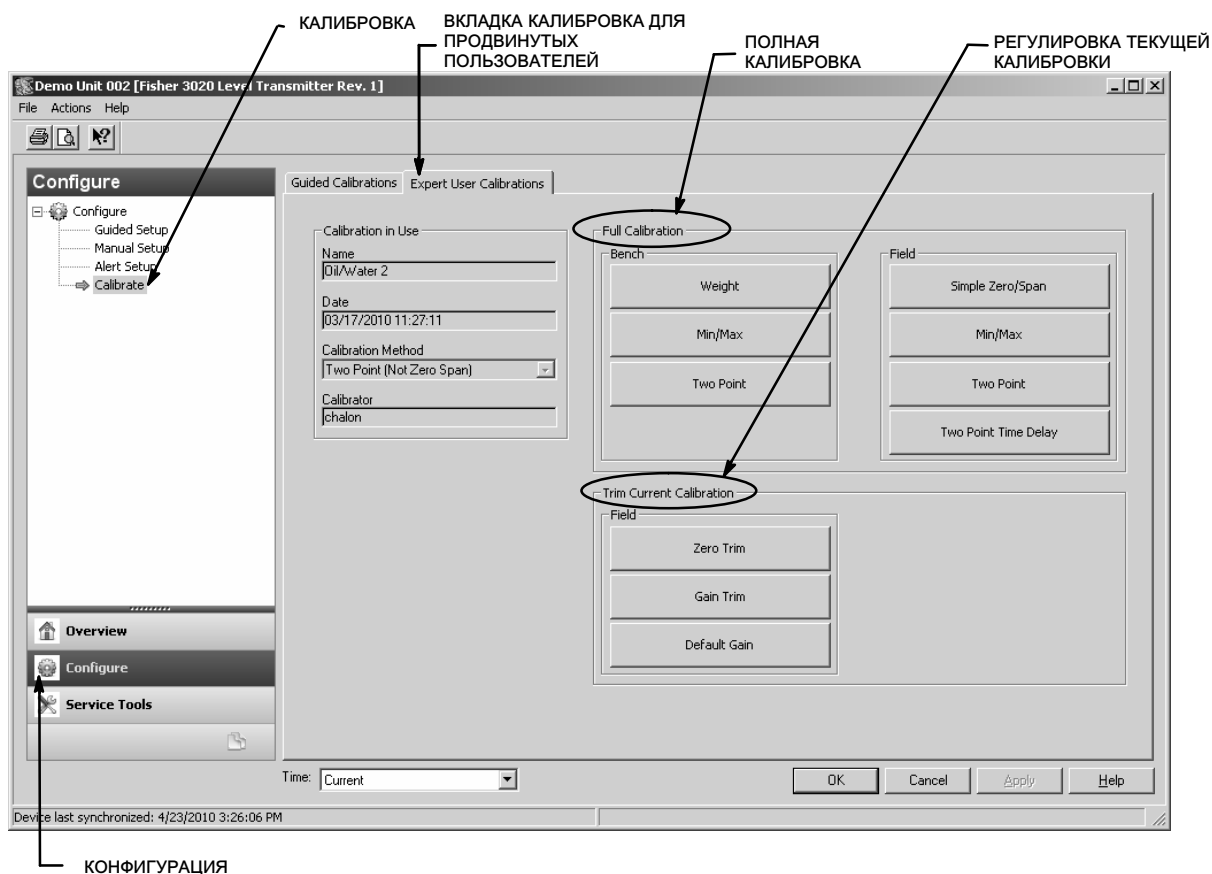 КАЛИБРОВКА
ВКЛАДКА КАЛИБРОВКА ДЛЯ
ПРОДВИНУТЫХ
ПОЛЬЗОВАТЕЛЕЙ
ПОЛНАЯ
КАЛИБРОВКА
РЕГУЛИРОВКА ТЕКУЩЕЙ
КАЛИБРОВКИ
Demo Unit 002 [Fisher 3020 Level Transmitter Rev. 1]
File Actions Help
Configure
Configure
Guided Setup
Manual Setup
Alert Setup
Calibrate
Overview
Configure
Service Tools
Guided Calibrations
Expert User Calibrations
Calibration in Use
Name
Oil/Water 2
Date
03/17/2010 11:27:11
Calibration Method
Two Point (Not Zero Span)
Calibrator
chalon
Full Calibration
Bench
Weight
Min/Max
Two Point
Field
Simple Zero/Span
Min/Max
Two Point
Two Point Time Delay
Trim Current Calibration
Field
Zero Trim
Gain Trim
Default Gain
Time: Current
OK
Cancel
Apply
Help
Device last synchronized: 4/23/2010 3:26:06 PM
КОНФИГУРАЦИЯ